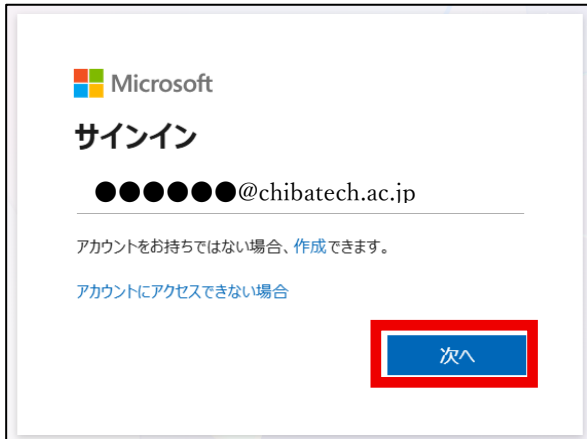 Microsoft
サインイン
●●●●●●@chibatech.ac.jp
アカウントをお持ちではない場合、作成できます。
アカウントにアクセスできない場合
次へ